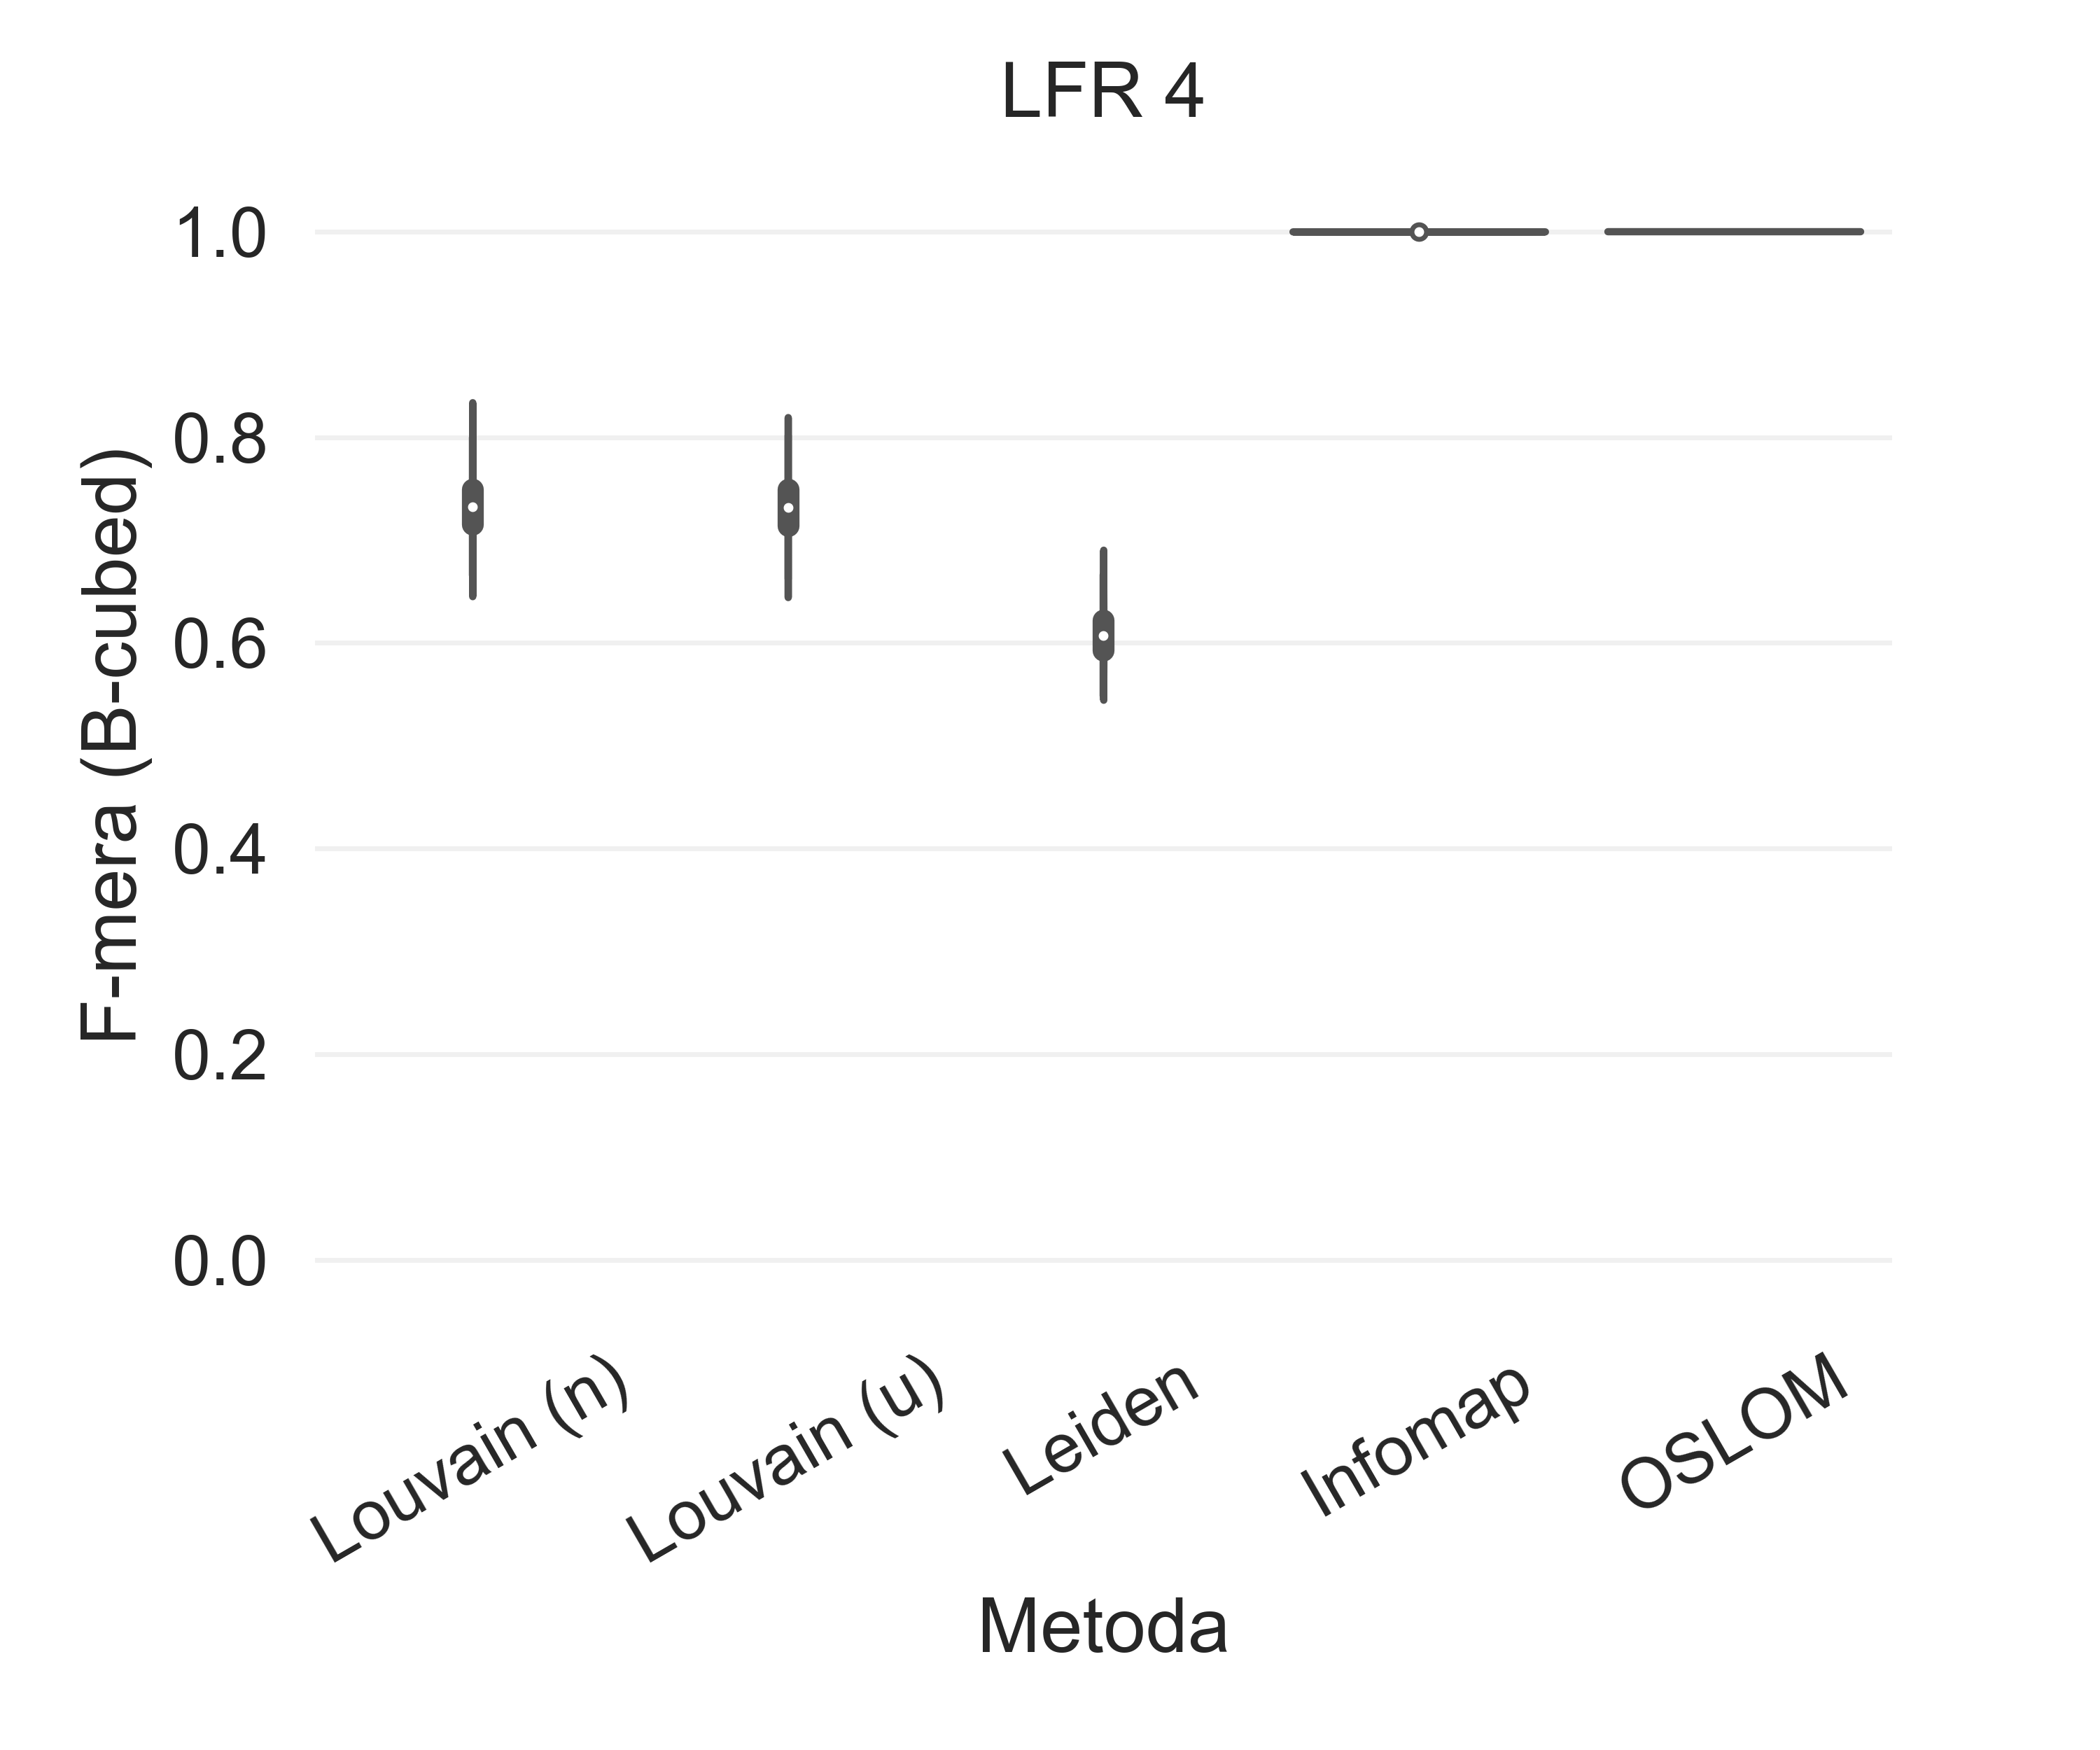 LFR 4
F-mera (B-cubed)
1.0
0.8
0.6
0.4
0.2
0.0
Louvain (n)
Louvain (u)
Leiden
Infomap
OSLOM
Metoda